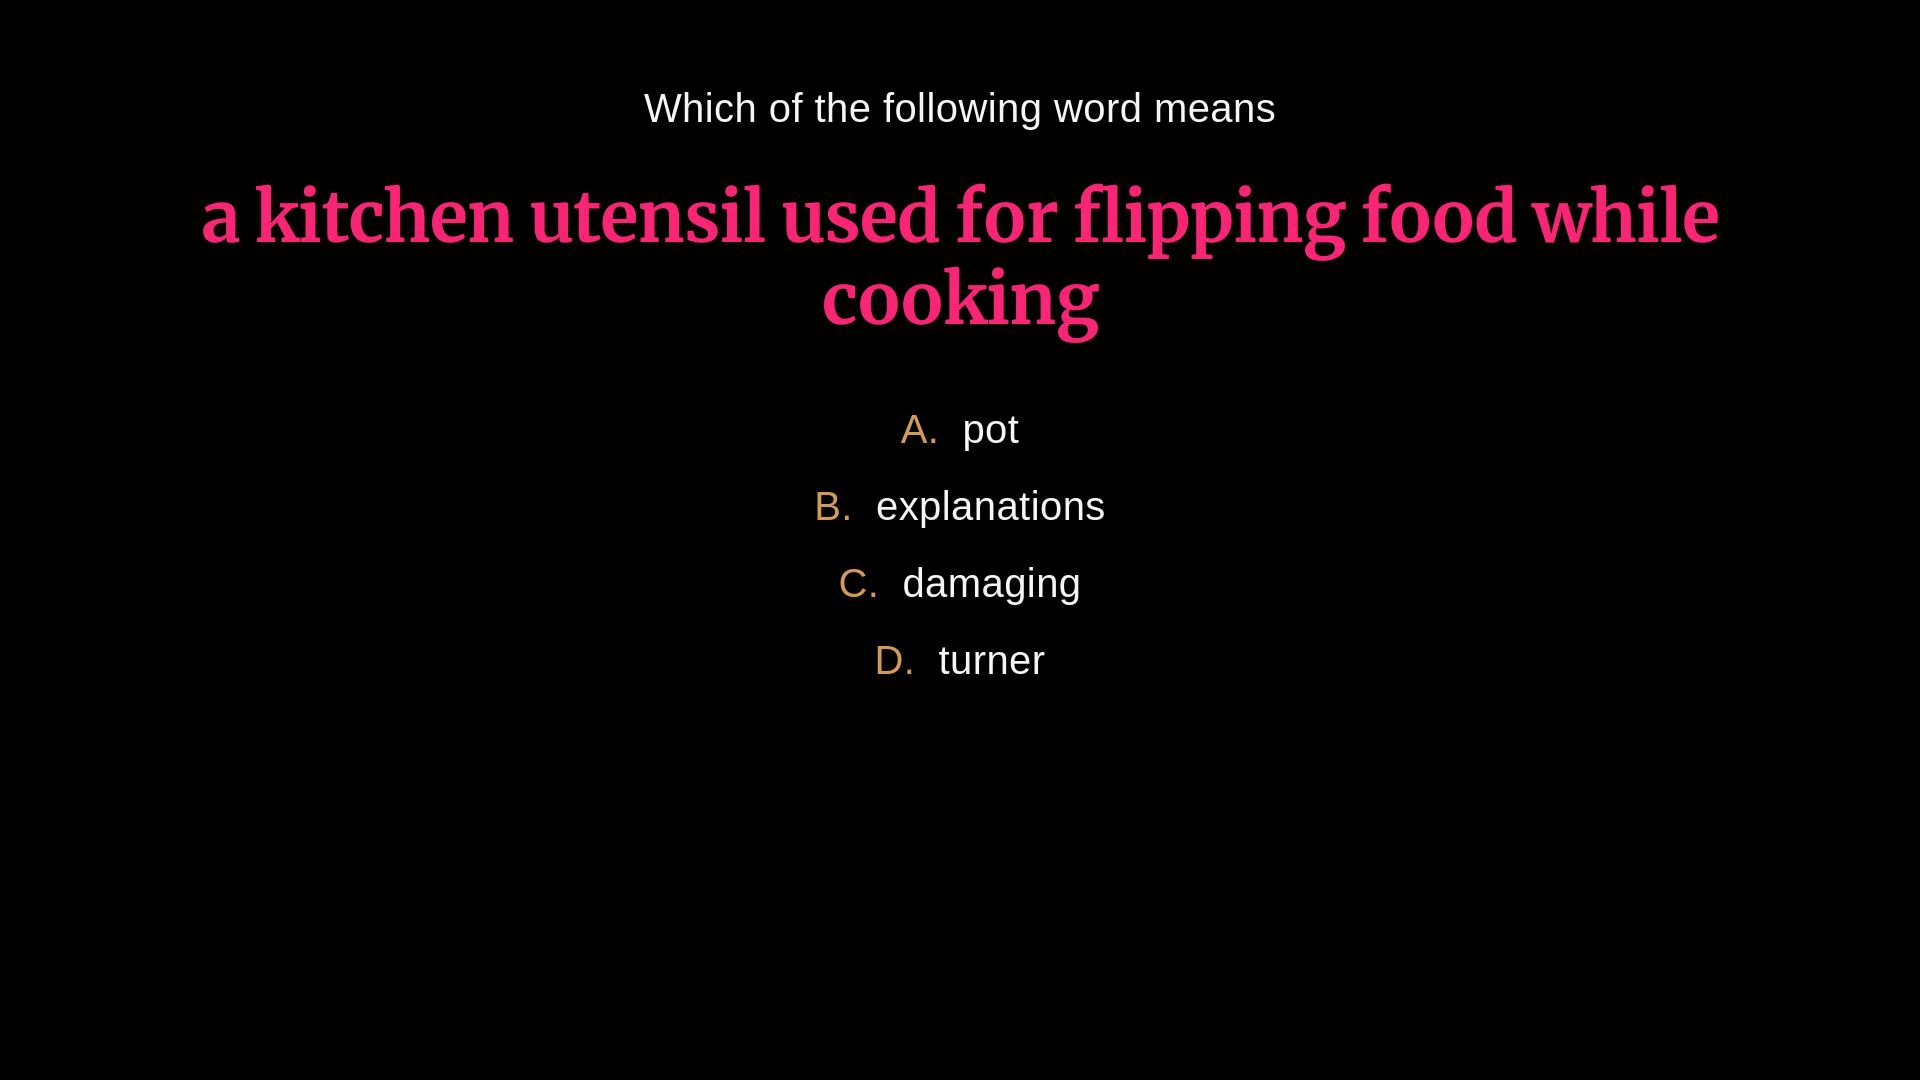 Which of the following word means
a kitchen utensil used for flipping food while
cooking
A. pot
B. explanations
C. damaging
D. turner